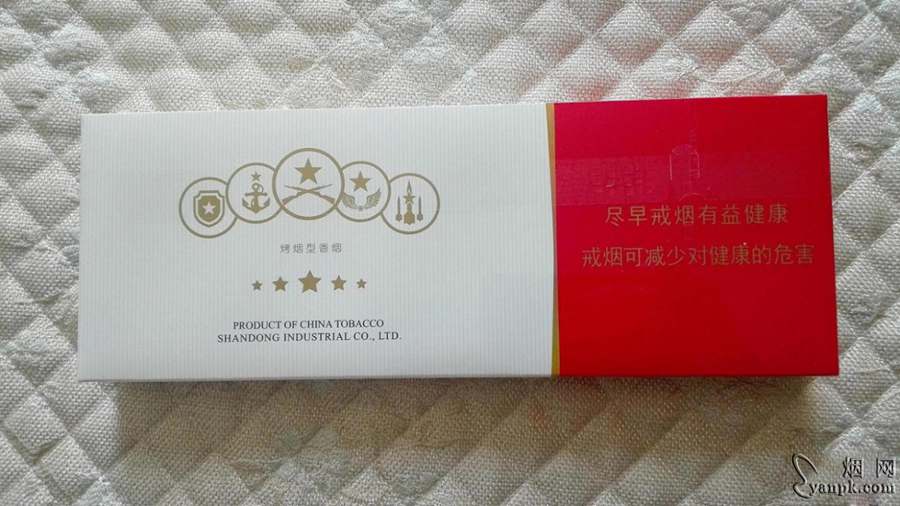 烤烟型香烟
PRODUCT OF CHINA TOBACCO
SHANDONG INDUSTRIAL CO., LTD.
尽早戒烟有益健康
戒烟可减少对健康的危害
烟网
yanpk.com